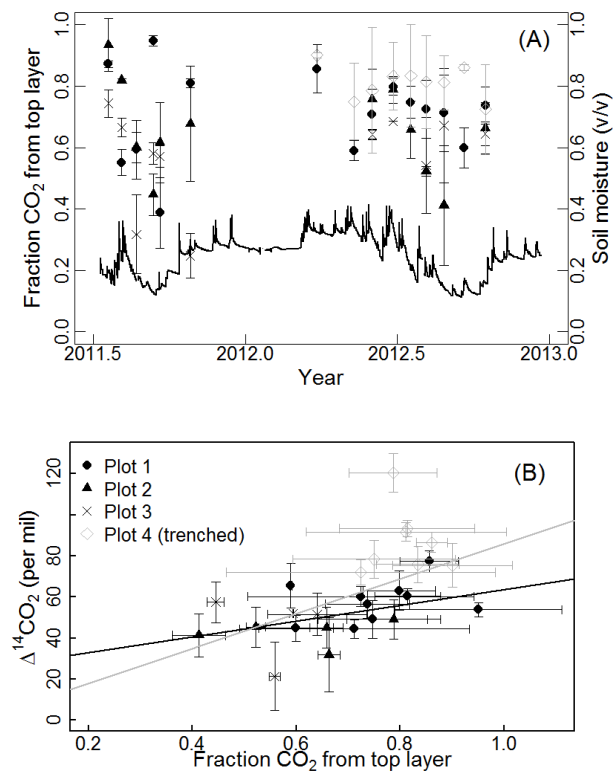 (A)
Fraction CO2 from top layer
0.0 0.2 0.4 0.6 0.8 1.0
Soil moisture (v/v)
0.0 0.2 0.4 0.6 0.8 1.0
2011.5 2012.0 2012.5 2013.0
Year
(B)
Plot 1
Plot 2
Plot 3
Plot 4 (trenched)
Δ14CO2 (per mil)
0 20 40 60 80 120
0.2 0.4 0.6 0.8 1.0
Fraction CO2 from top layer